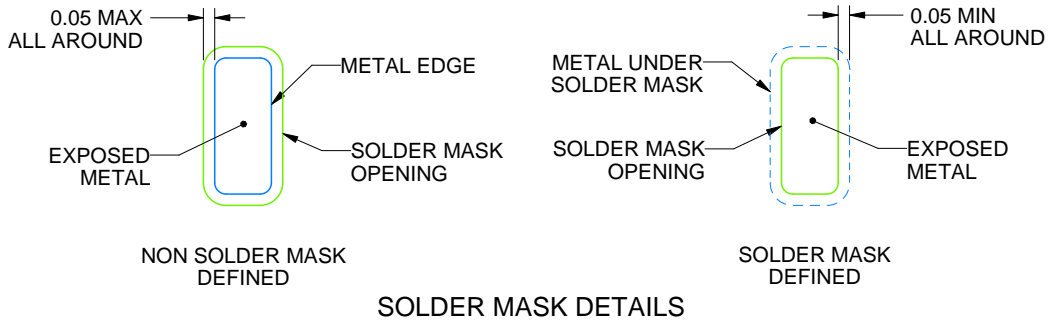 0.05 MAX
ALL AROUND
METAL EDGE
EXPOSED
METAL
SOLDER MASK
OPENING
NON SOLDER MASK
DEFINED
0.05 MIN
ALL AROUND
METAL UNDER
SOLDER MASK
SOLDER MASK
OPENING
EXPOSED
METAL
SOLDER MASK
DEFINED
SOLDER MASK DETAILS